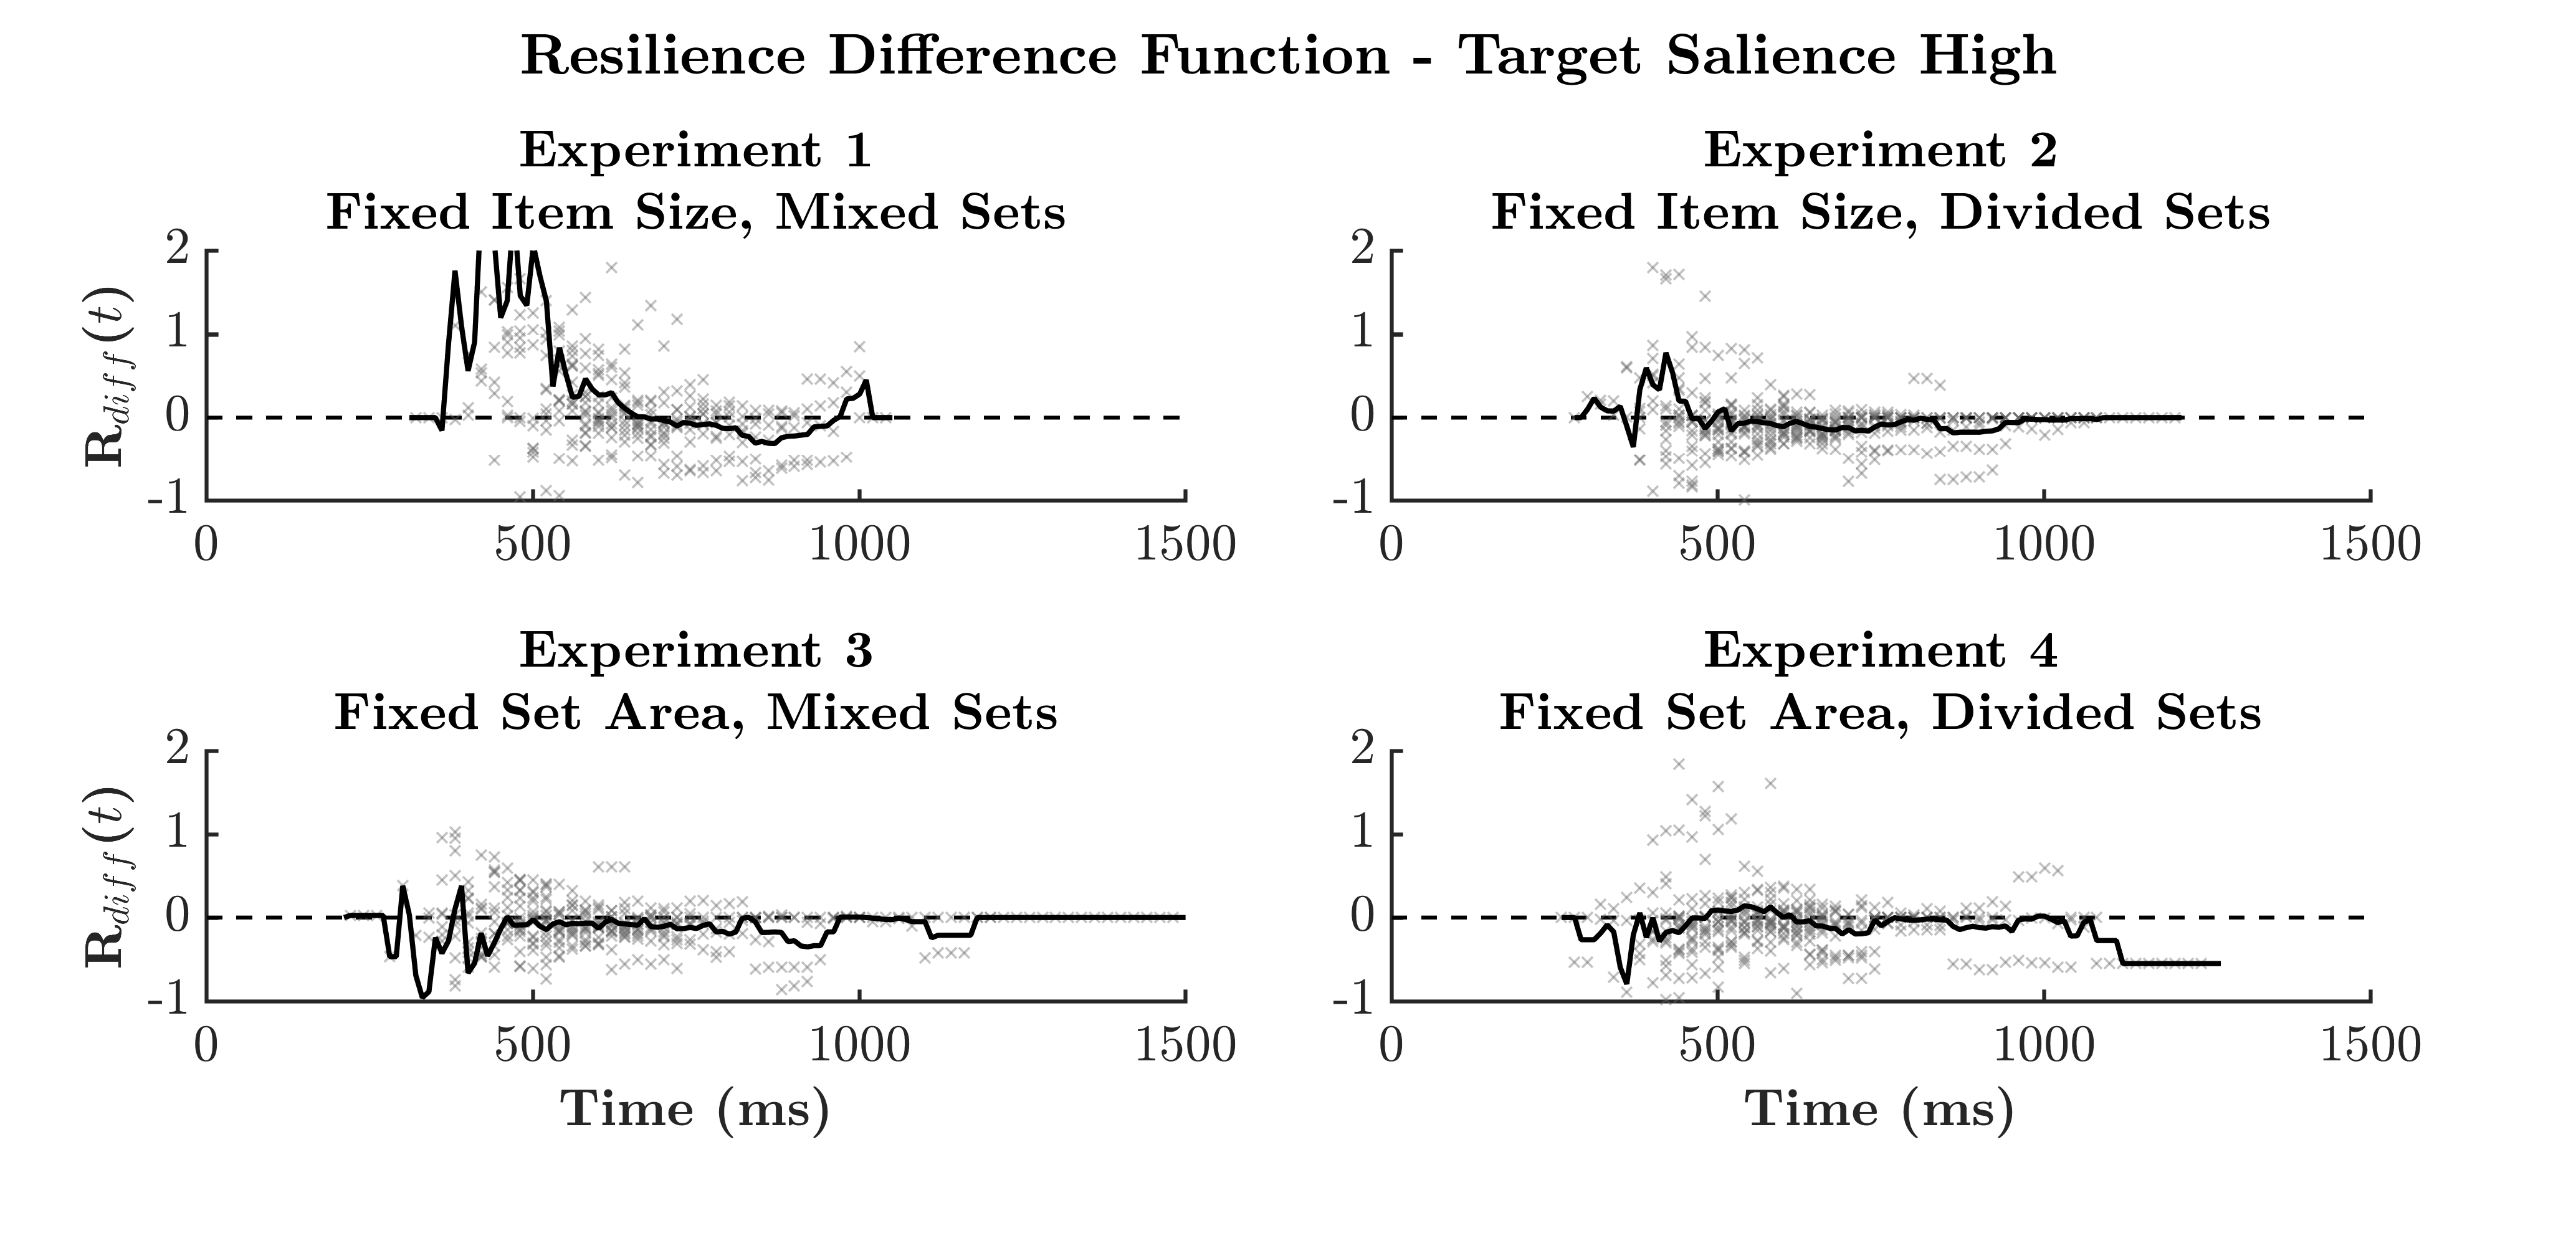 Resilience Difference Function - Target Salience High
Experiment 1
Fixed Item Size, Mixed Sets
2
1
0
-1
R_diff(t)
0 500 1000 1500
Experiment 2
Fixed Item Size, Divided Sets
2
1
0
-1
0 500 1000 1500
Experiment 3
Fixed Set Area, Mixed Sets
2
1
0
-1
R_diff(t)
0 500 1000 1500
Time (ms)
Experiment 4
Fixed Set Area, Divided Sets
2
1
0
-1
0 500 1000 1500
Time (ms)